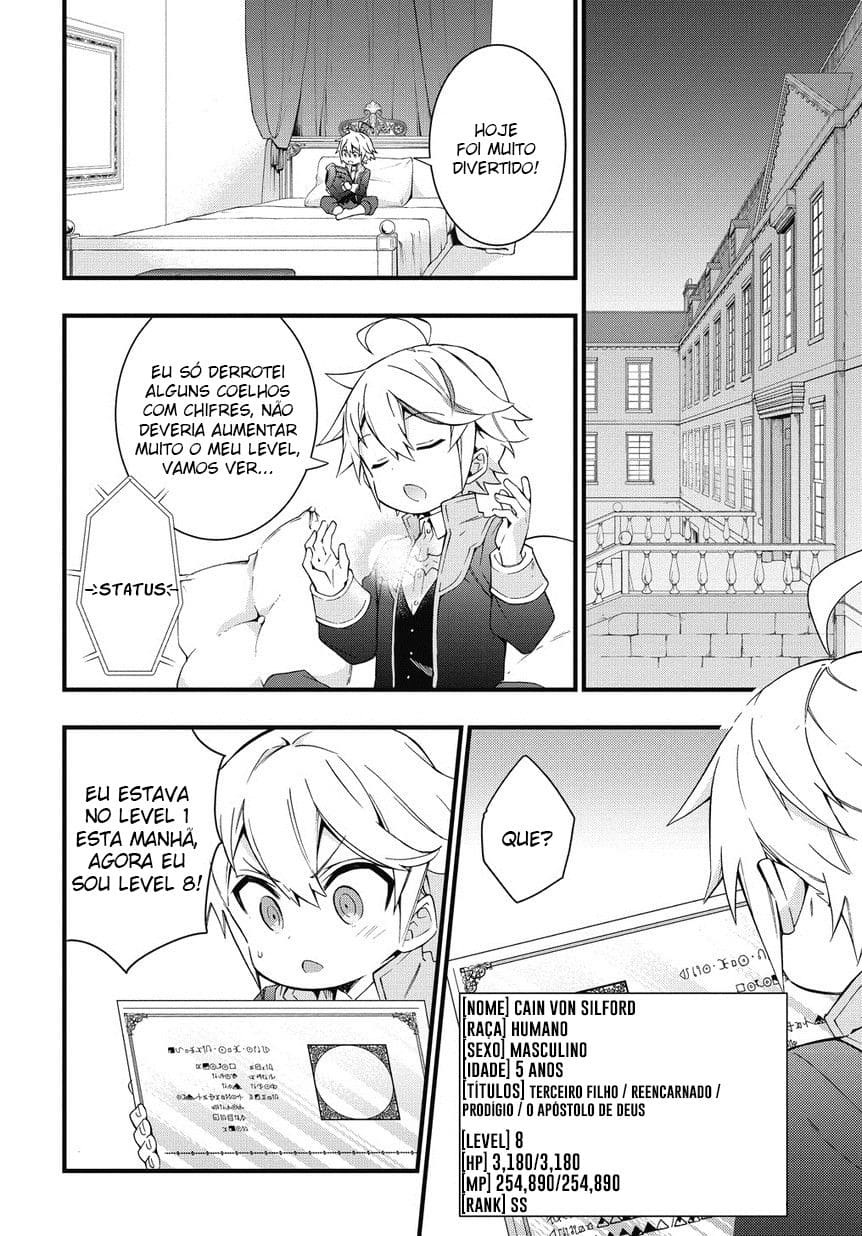 HOJE
FOI MUITO
DIVERTIDO!
EU SÓ DERROTEI
ALGUNS COELHOS
COM CHIFRES, NÃO
DEVERIA AUMENTAR
MUITO O MEU LEVEL,
VAMOS VER...
STATUS
QUE?
[NOME] CAIN VON SILFORD
[RAÇA] HUMANO
[SEXO] MASCULINO
[IDADE] 5 ANOS
[TÍTULOS] TERCEIRO FILHO / REENCARNADO /
PRODÍGIO / O APÓSTOLO DE DEUS
[LEVEL] 8
[HP] 3,180/3,180
[MP] 254,890/254,890
[RANK] SS
EU ESTAVA
NO LEVEL 1
ESTA MANHÃ,
AGORA EU
SOU LEVEL 8!